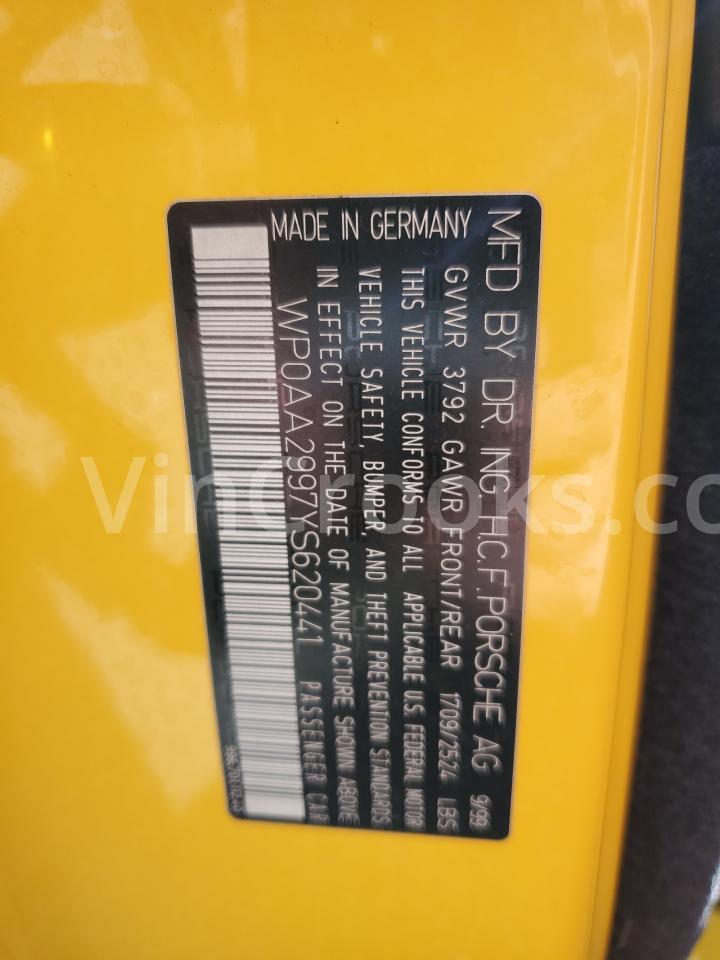 MFD BY DR. ING. H.C.F. PORSCHE AG 9/99
GVWR 3792 GAWR FRONT/REAR 1709/2524 LBS
MADE IN GERMANY
THIS VEHICLE CONFORMS TO ALL APPLICABLE U.S. FEDERAL MOTOR
VEHICLE SAFETY, BUMPER, AND THEFT PREVENTION STANDARDS
IN EFFECT ON THE DATE OF MANUFACTURE SHOWN ABOVE
WP0AA2997YS620441 PASSENGER CAR
VinCrooks.co